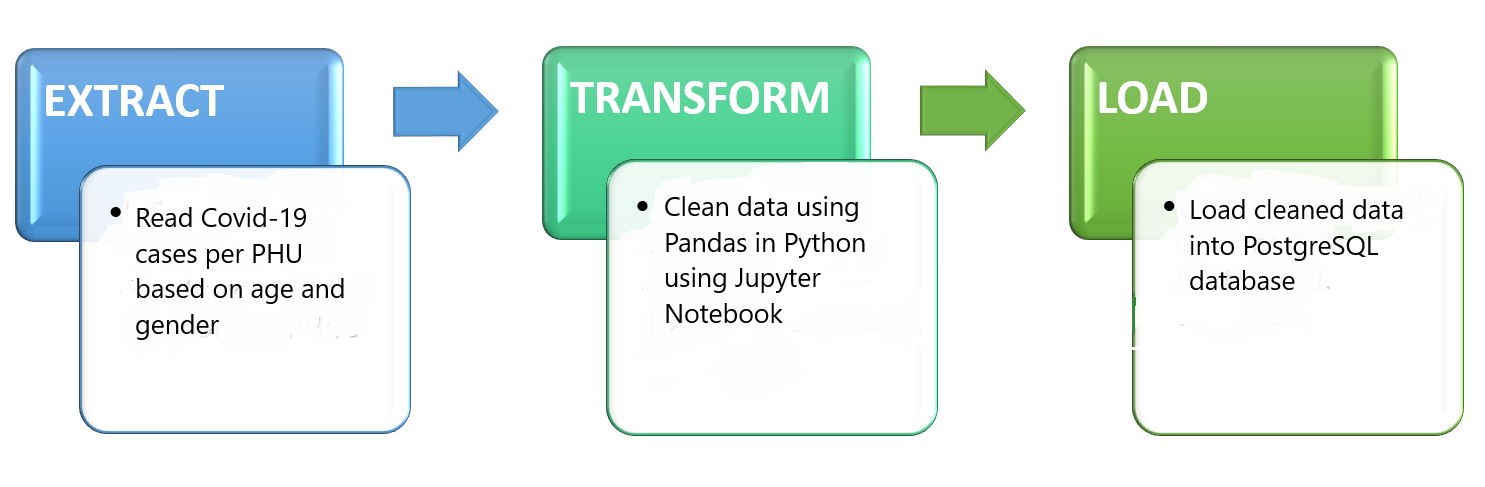 EXTRACT
• Read Covid-19
cases per PHU
based on age and
gender
TRANSFORM
• Clean data using
Pandas in Python
using Jupyter
Notebook
LOAD
• Load cleaned data
into PostgreSQL
database